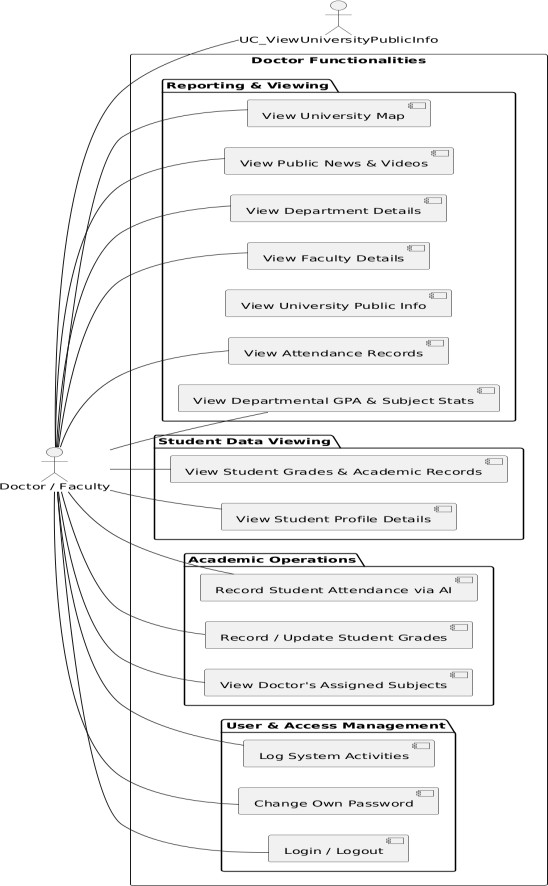 UC_ViewUniversityPublicInfo
Doctor Functionalities
Reporting & Viewing
View University Map
View Public News & Videos
View Department Details
View Faculty Details
View University Public Info
View Attendance Records
View Departmental GPA & Subject Stats
Student Data Viewing
View Student Grades & Academic Records
Doctor / Faculty
View Student Profile Details
Academic Operations
Record Student Attendance via AI
Record / Update Student Grades
View Doctor's Assigned Subjects
User & Access Management
Log System Activities
Change Own Password
Login / Logout